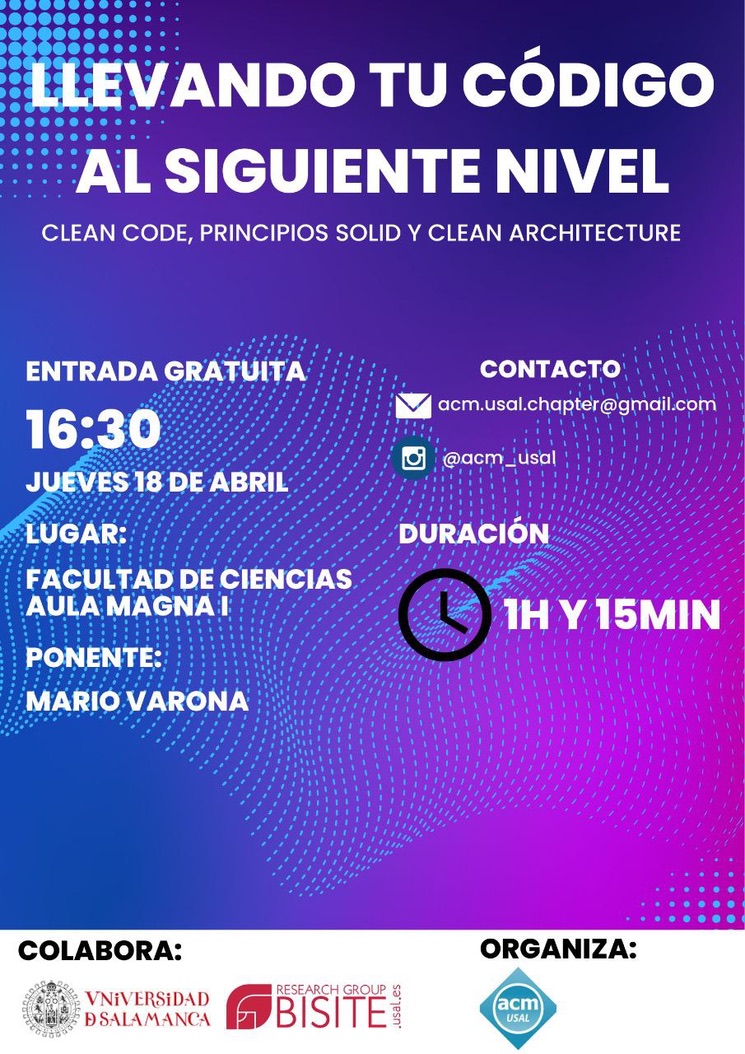 LLEVANDO TU CÓDIGO
AL SIGUIENTE NIVEL
CLEAN CODE, PRINCIPIOS SOLID Y CLEAN ARCHITECTURE
ENTRADA GRATUITA
16:30
JUEVES 18 DE ABRIL
LUGAR:
FACULTAD DE CIENCIAS
AULA MAGNA I
PONENTE:
MARIO VARONA
CONTACTO
acm.usal.chapter@gmail.com
@acm_usal
DURACIÓN
1H Y 15MIN
COLABORA:
VNiVERSiDAD
D SALAMANCA
RESEARCH GROUP
BISITE
.usal.es
ORGANIZA:
acm
USAL